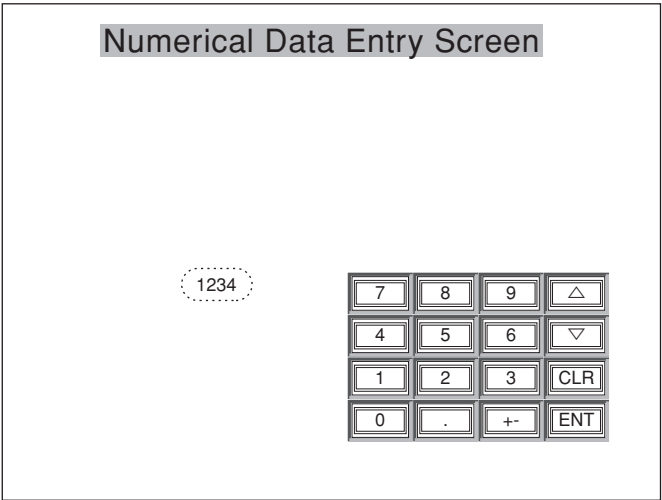 Numerical Data Entry Screen
1234
7 8 9 △
4 5 6 ▽
1 2 3 CLR
0 . +- ENT